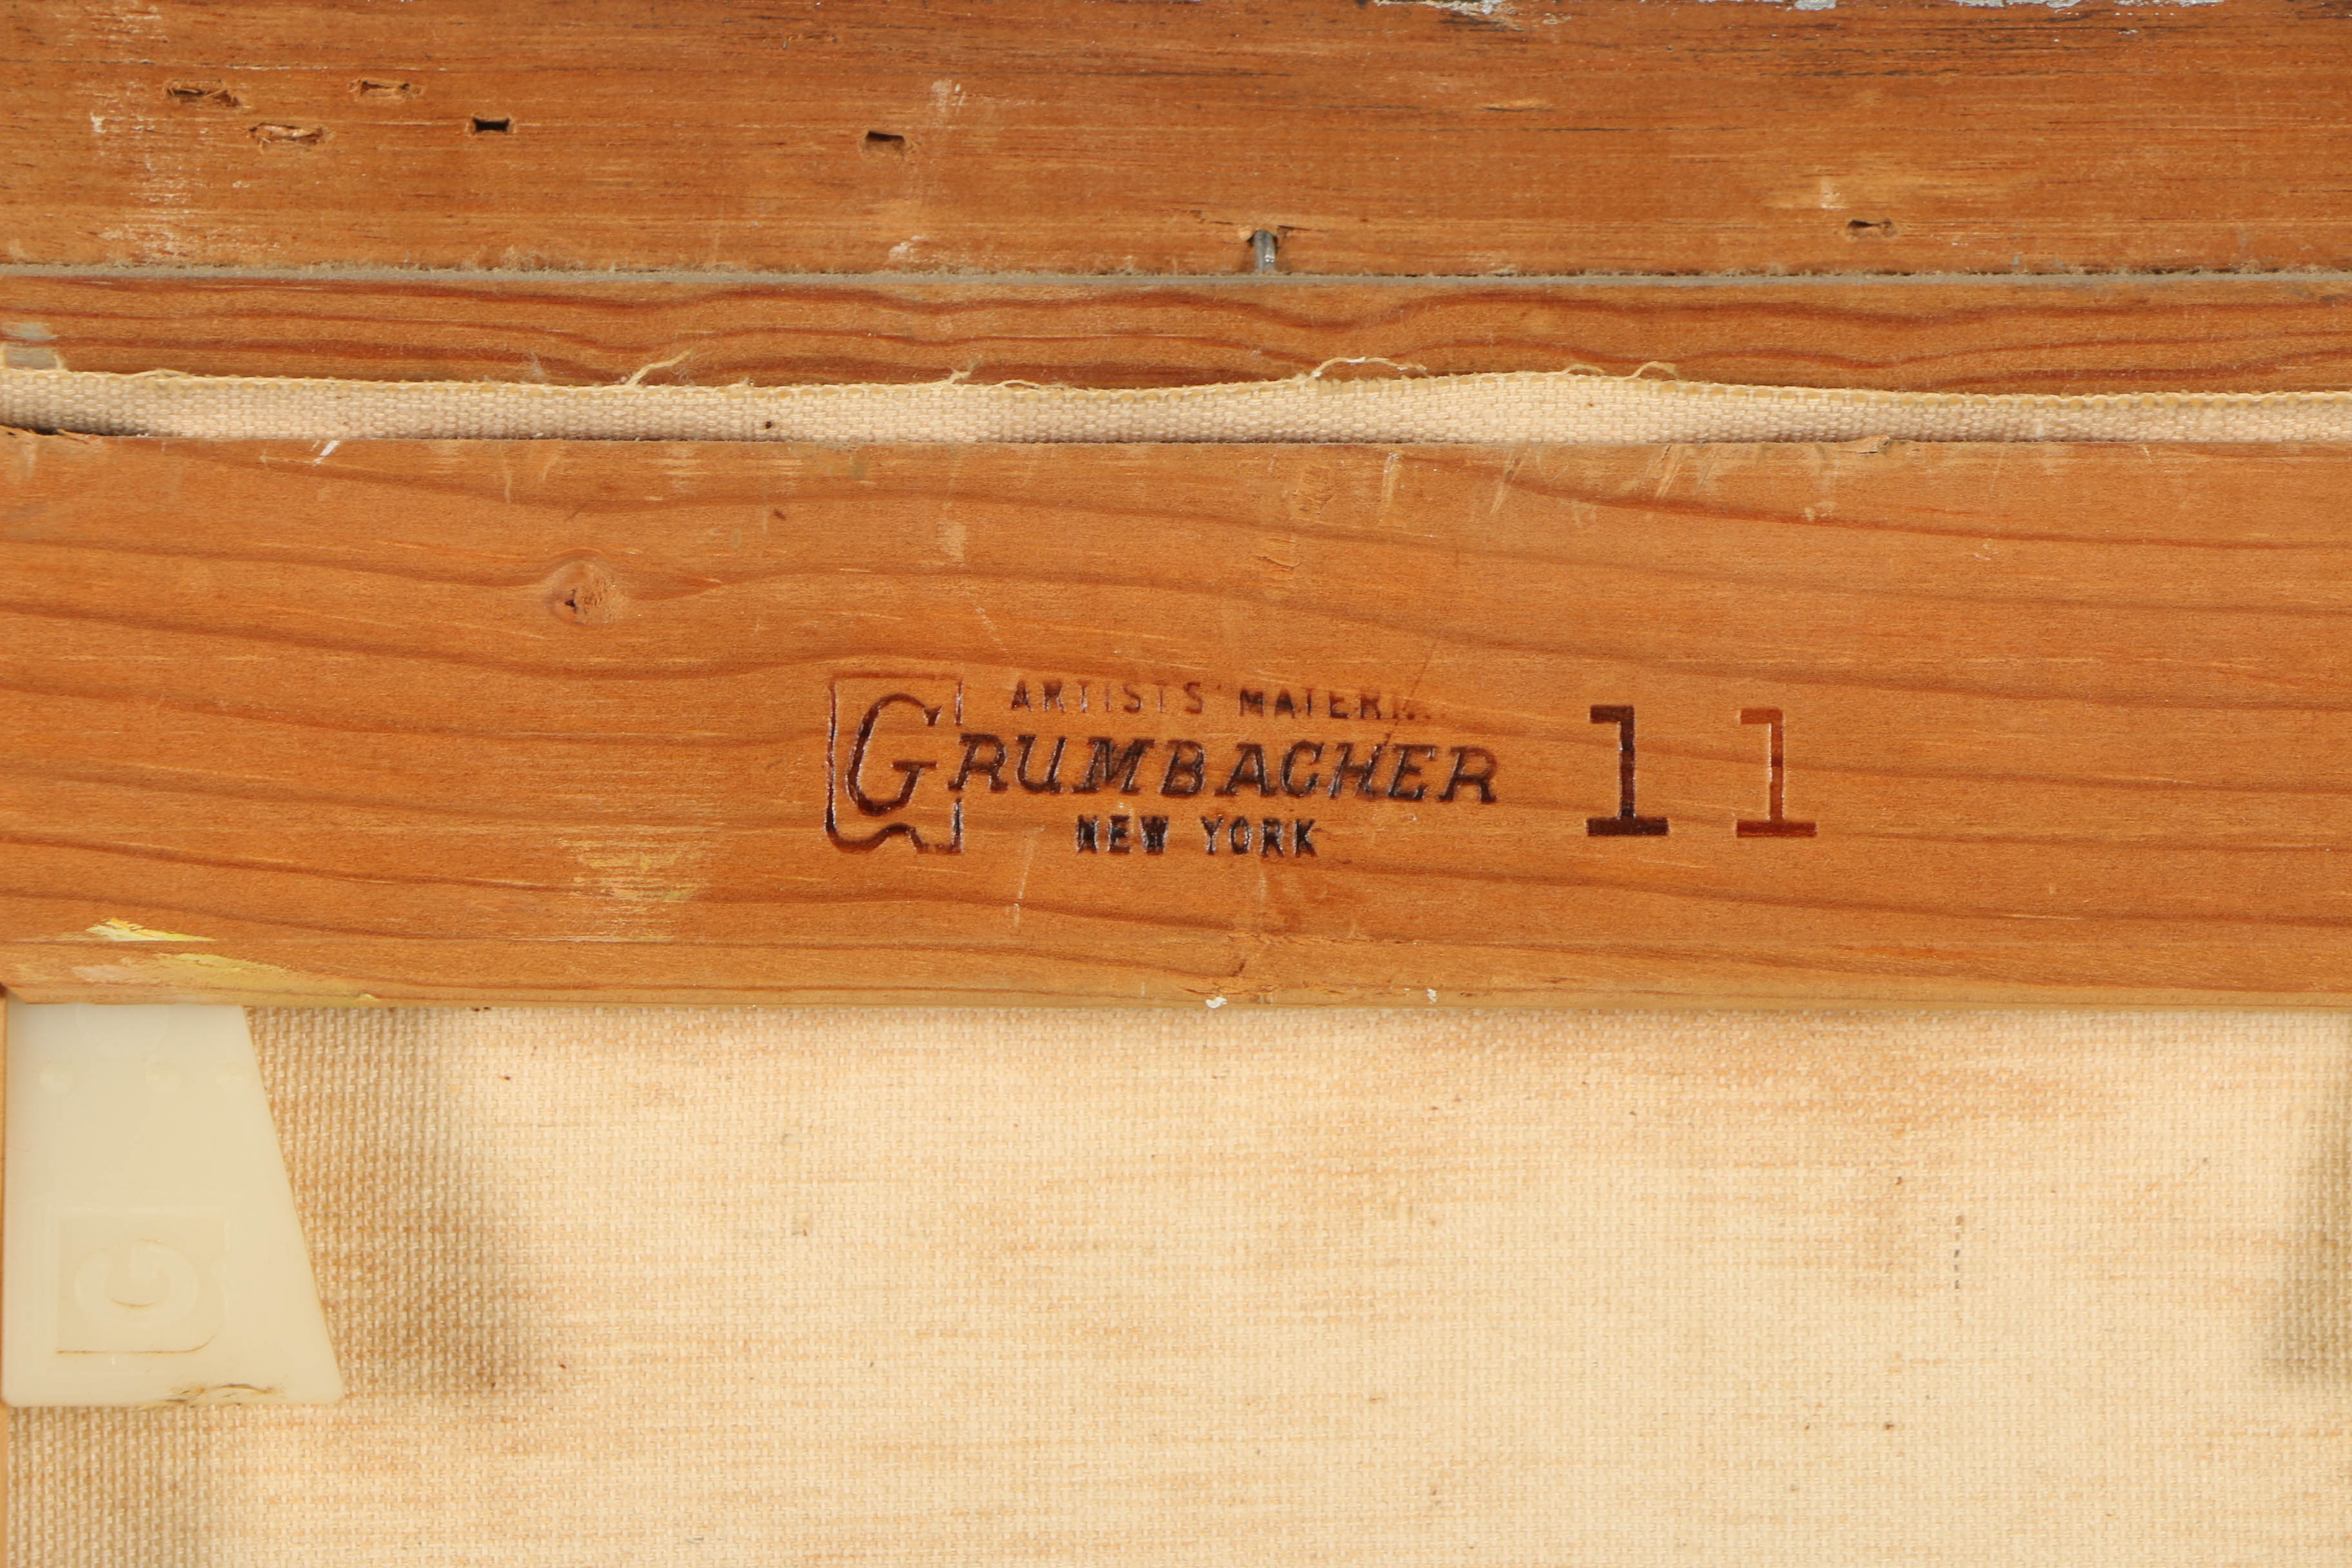 ARTISTS' MATERI
GRUMBACHER 11
NEW YORK
G